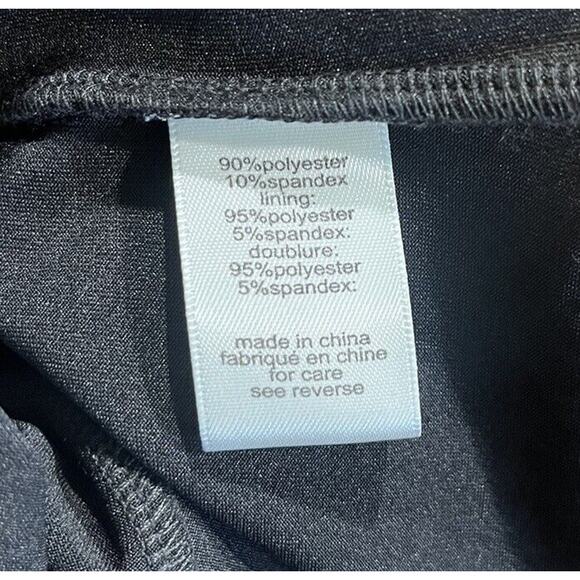 90%polyester
10%spandex
lining:
95%polyester
5%spandex:
doublure:
95%polyester
5%spandex:
made in china
fabriqué en chine
for care
see reverse